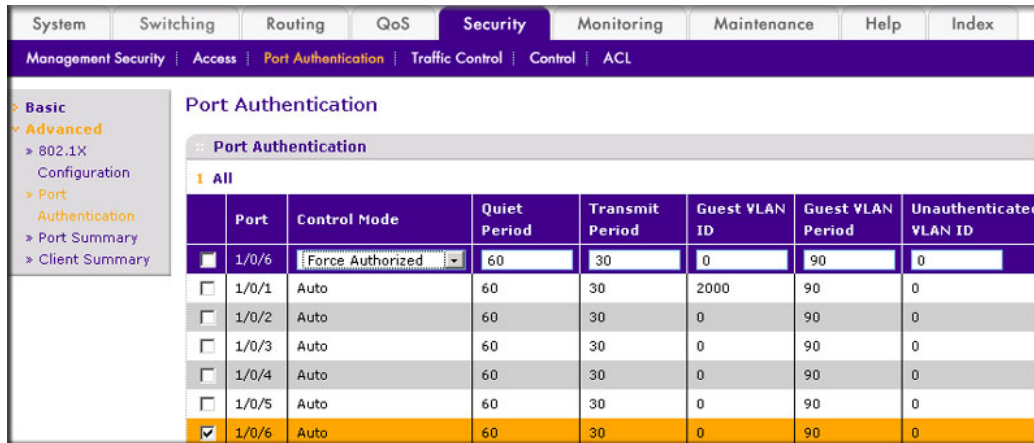 System Switching Routing QoS Security Monitoring Maintenance Help Index
Management Security Access Port Authentication Traffic Control Control ACL
Basic
Advanced
» 802.1X
Configuration
» Port
Authentication
» Port Summary
» Client Summary
Port Authentication
Port Authentication
1 All
Port Control Mode Quiet Period Transmit Period Guest VLAN ID Guest VLAN Period Unauthenticated VLAN ID
1/0/6 Force Authorized 60 30 0 90 0
1/0/1 Auto 60 30 2000 90 0
1/0/2 Auto 60 30 0 90 0
1/0/3 Auto 60 30 0 90 0
1/0/4 Auto 60 30 0 90 0
1/0/5 Auto 60 30 0 90 0
1/0/6 Auto 60 30 0 90 0